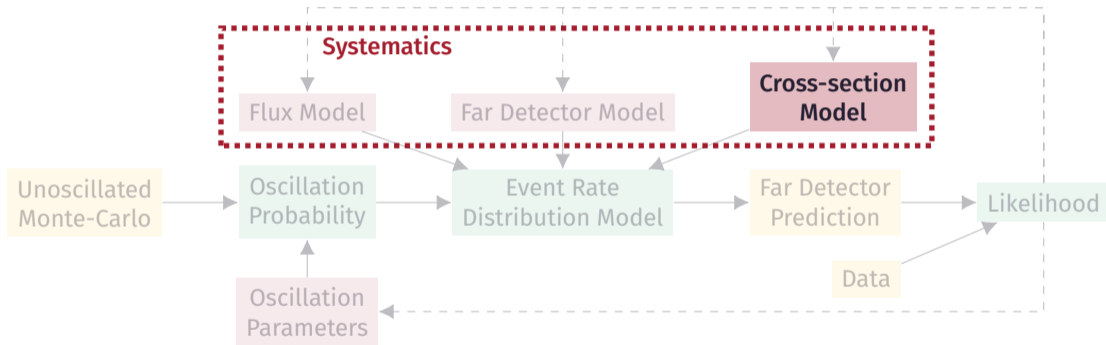 Systematics
Flux Model
Far Detector Model
Cross-section
Model
Unoscillated
Monte-Carlo
Oscillation
Probability
Event Rate
Distribution Model
Far Detector
Prediction
Likelihood
Data
Oscillation
Parameters